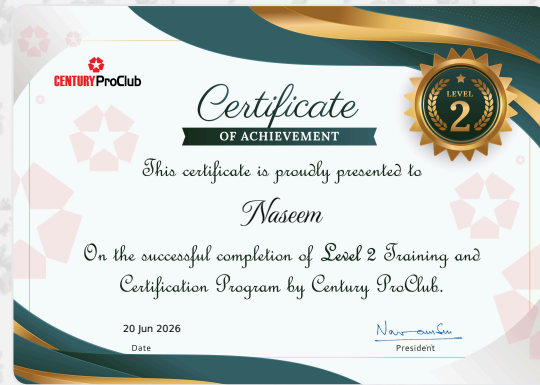 CENTURY ProClub
LEVEL
2
Certificate
OF ACHIEVEMENT
This certificate is proudly presented to
Naseem
On the successful completion of Level 2 Training and
Certification Program by Century ProClub.
20 Jun 2026
Date
President